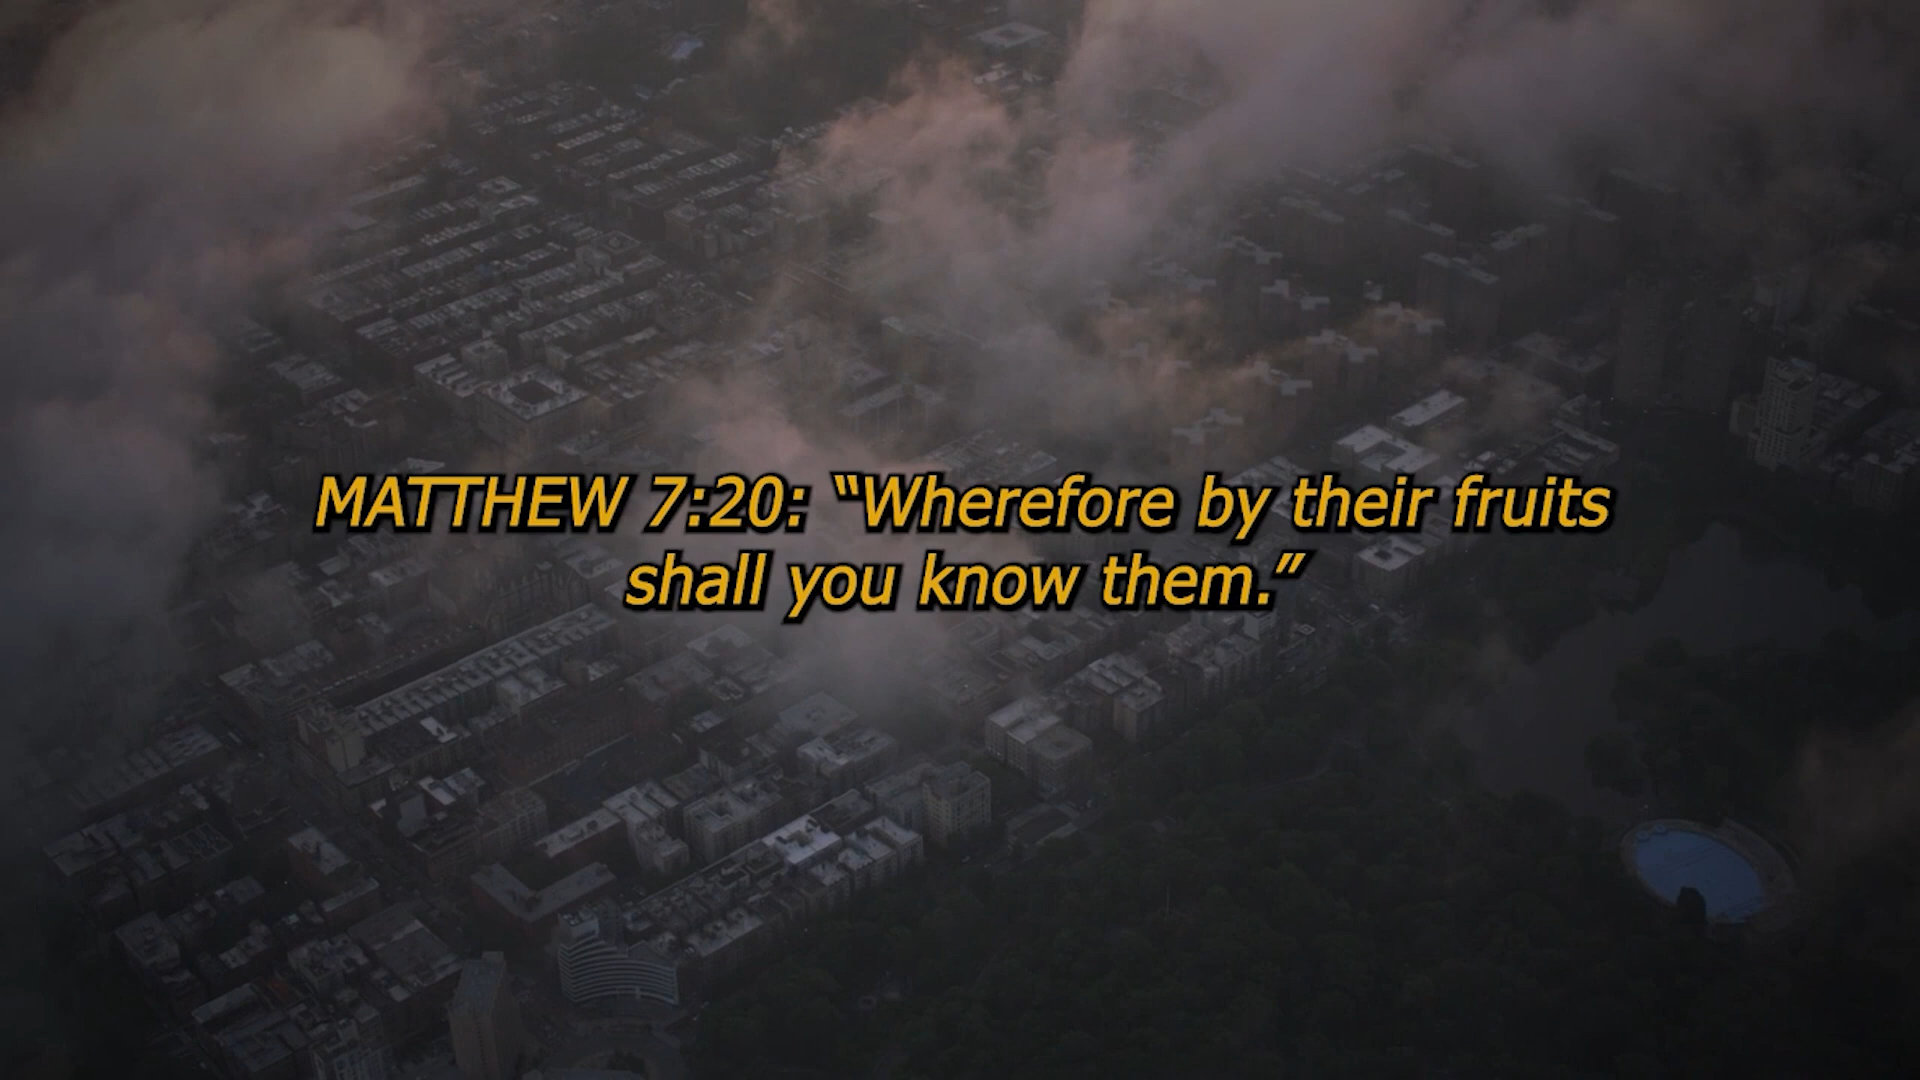 MATTHEW 7:20: “Wherefore by their fruits
shall you know them.”